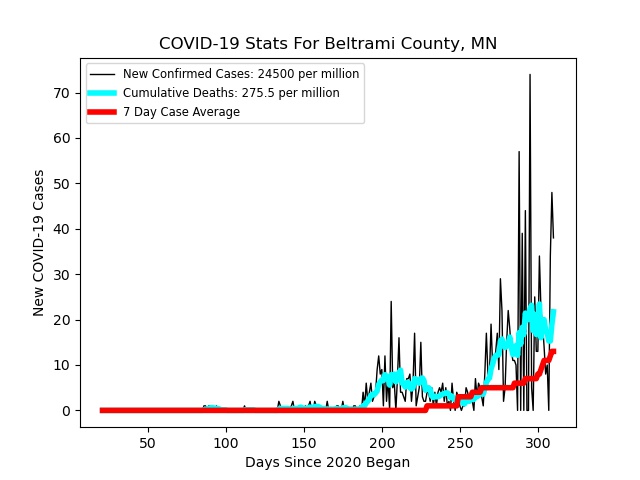 COVID-19 Stats For Beltrami County, MN
New Confirmed Cases: 24500 per million
Cumulative Deaths: 275.5 per million
7 Day Case Average
New COVID-19 Cases
70
60
50
40
30
20
10
0
50 100 150 200 250 300
Days Since 2020 Began